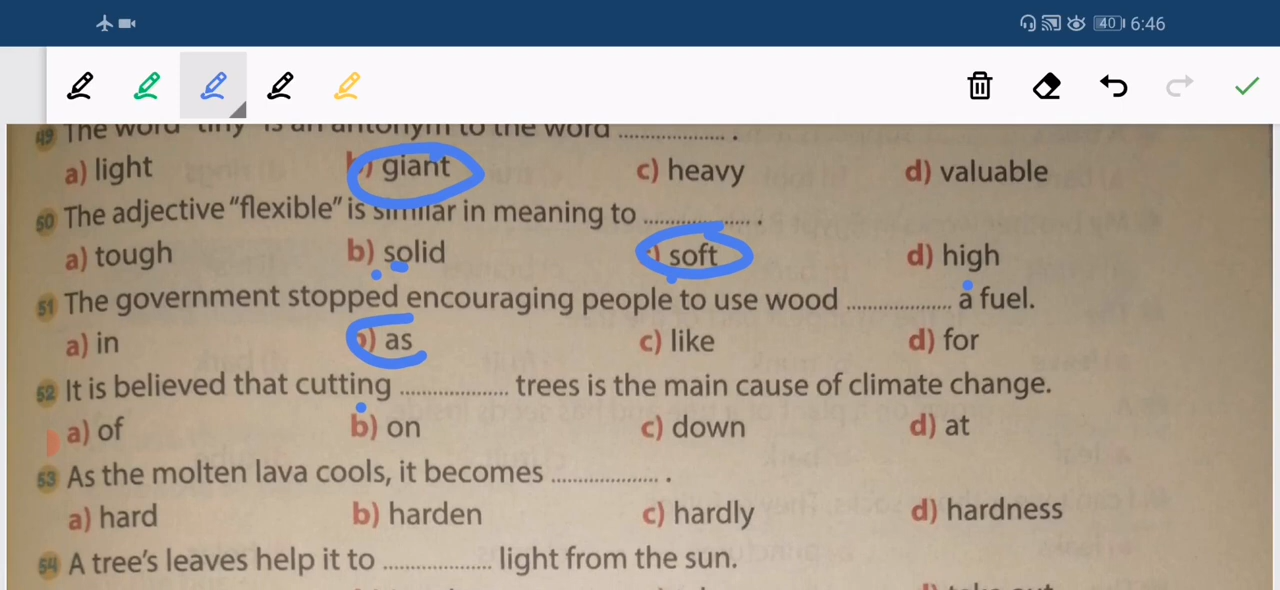 40 6:46
49 The word "tiny" is an antonym to the word .................... .
a) light b) giant c) heavy d) valuable
50 The adjective "flexible" is similar in meaning to .................... .
a) tough b) solid c) soft d) high
51 The government stopped encouraging people to use wood .................... a fuel.
a) in b) as c) like d) for
52 It is believed that cutting .................... trees is the main cause of climate change.
a) of b) on c) down d) at
53 As the molten lava cools, it becomes .................... .
a) hard b) harden c) hardly d) hardness
54 A tree's leaves help it to .................... light from the sun.
d) take out